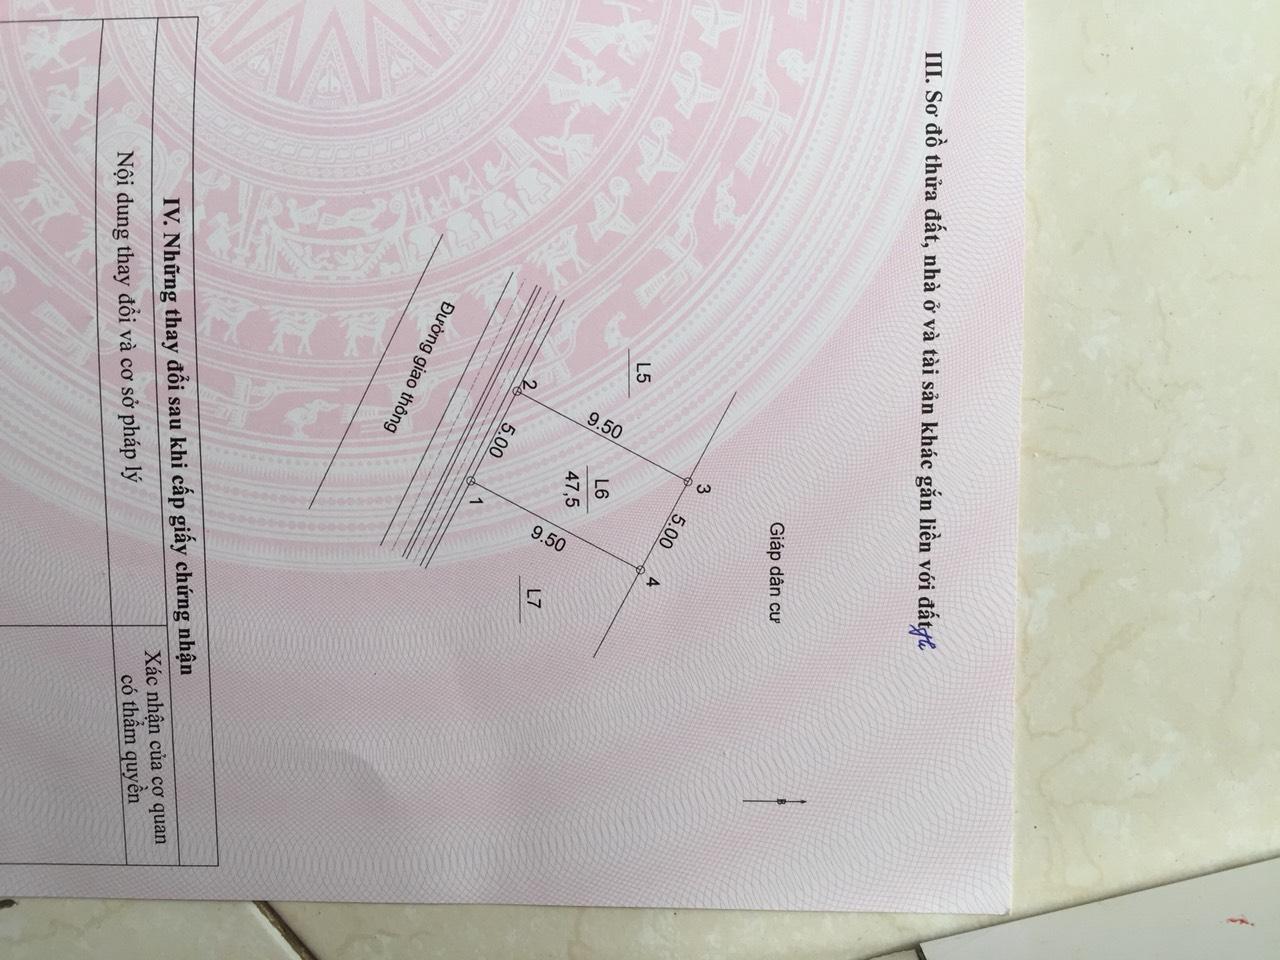 III. Sơ đồ thửa đất, nhà ở và tài sản khác gắn liền với đất
Giáp dân cư
B
3
5.00
4
L5
9.50
L6
47,5
9.50
L7
2
5.00
1
Đường giao thông
IV. Những thay đổi sau khi cấp giấy chứng nhận
Nội dung thay đổi và cơ sở pháp lý
Xác nhận của cơ quan
có thẩm quyền